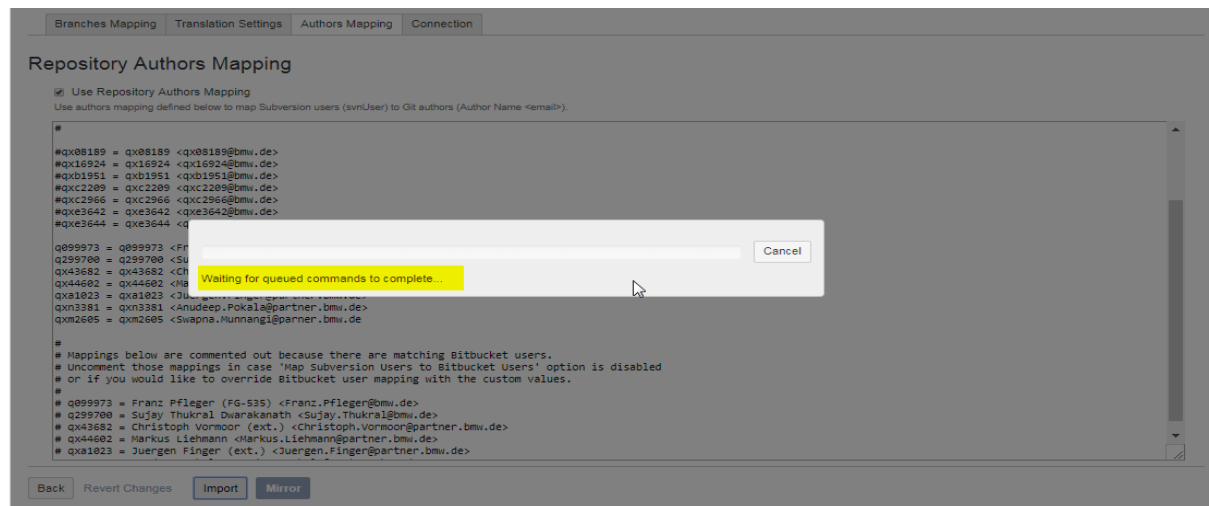 Branches Mapping Translation Settings Authors Mapping Connection
Repository Authors Mapping
Use Repository Authors Mapping
Use authors mapping defined below to map Subversion users (svnUser) to Git authors (Author Name <email>).
#
#qx08189 = qx08189 <qx08189@bmw.de>
#qx16924 = qx16924 <qx16924@bmw.de>
#qxb1951 = qxb1951 <qxb1951@bmw.de>
#qxc2209 = qxc2209 <qxc2209@bmw.de>
#qxc2966 = qxc2966 <qxc2966@bmw.de>
#qxe3642 = qxe3642 <qxe3642@bmw.de>
#qxe3644 = qxe3644 <q
q099973 = q099973 <Fr
q299700 = q299700 <Su
qx43682 = qx43682 <Ch
qx44602 = qx44602 <Ma
Cancel
Waiting for queued commands to complete...
qxa1023 = qxa1023 <Juergen.Finger@partner.bmw.de>
qxn3381 = qxn3381 <Anudeep.Pokala@partner.bmw.de>
qxm2605 = qxm2605 <Swapna.Munnangi@parner.bmw.de
#
# Mappings below are commented out because there are matching Bitbucket users.
# Uncomment those mappings in case 'Map Subversion Users to Bitbucket Users' option is disabled
# or if you would like to override Bitbucket user mapping with the custom values.
#
# q099973 = Franz Pfleger (FG-535) <Franz.Pfleger@bmw.de>
# q299700 = Sujay Thukral Dwarakanath <Sujay.Thukral@bmw.de>
# qx43682 = Christoph Vormoor (ext.) <Christoph.Vormoor@partner.bmw.de>
# qx44602 = Markus Liehmann <Markus.Liehmann@partner.bmw.de>
# qxa1023 = Juergen Finger (ext.) <Juergen.Finger@partner.bmw.de>
Back Revert Changes Import Mirror